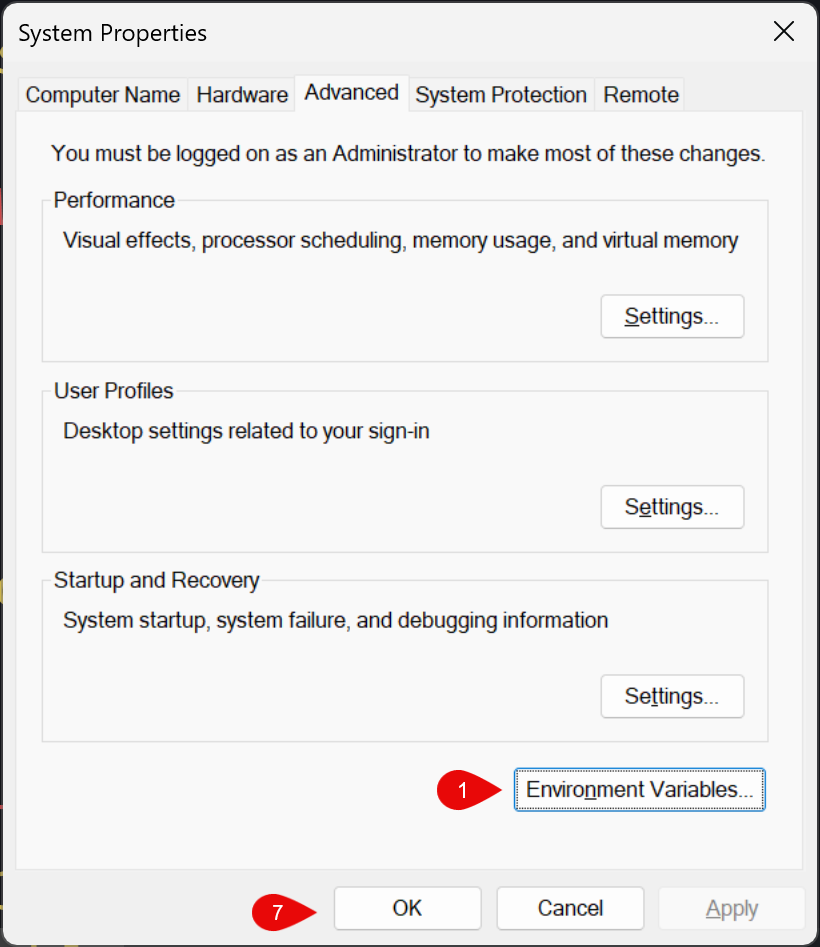 System Properties
Computer Name Hardware Advanced System Protection Remote
You must be logged on as an Administrator to make most of these changes.
Performance
Visual effects, processor scheduling, memory usage, and virtual memory
Settings...
User Profiles
Desktop settings related to your sign-in
Settings...
Startup and Recovery
System startup, system failure, and debugging information
Settings...
1 Environment Variables...
7 OK Cancel Apply